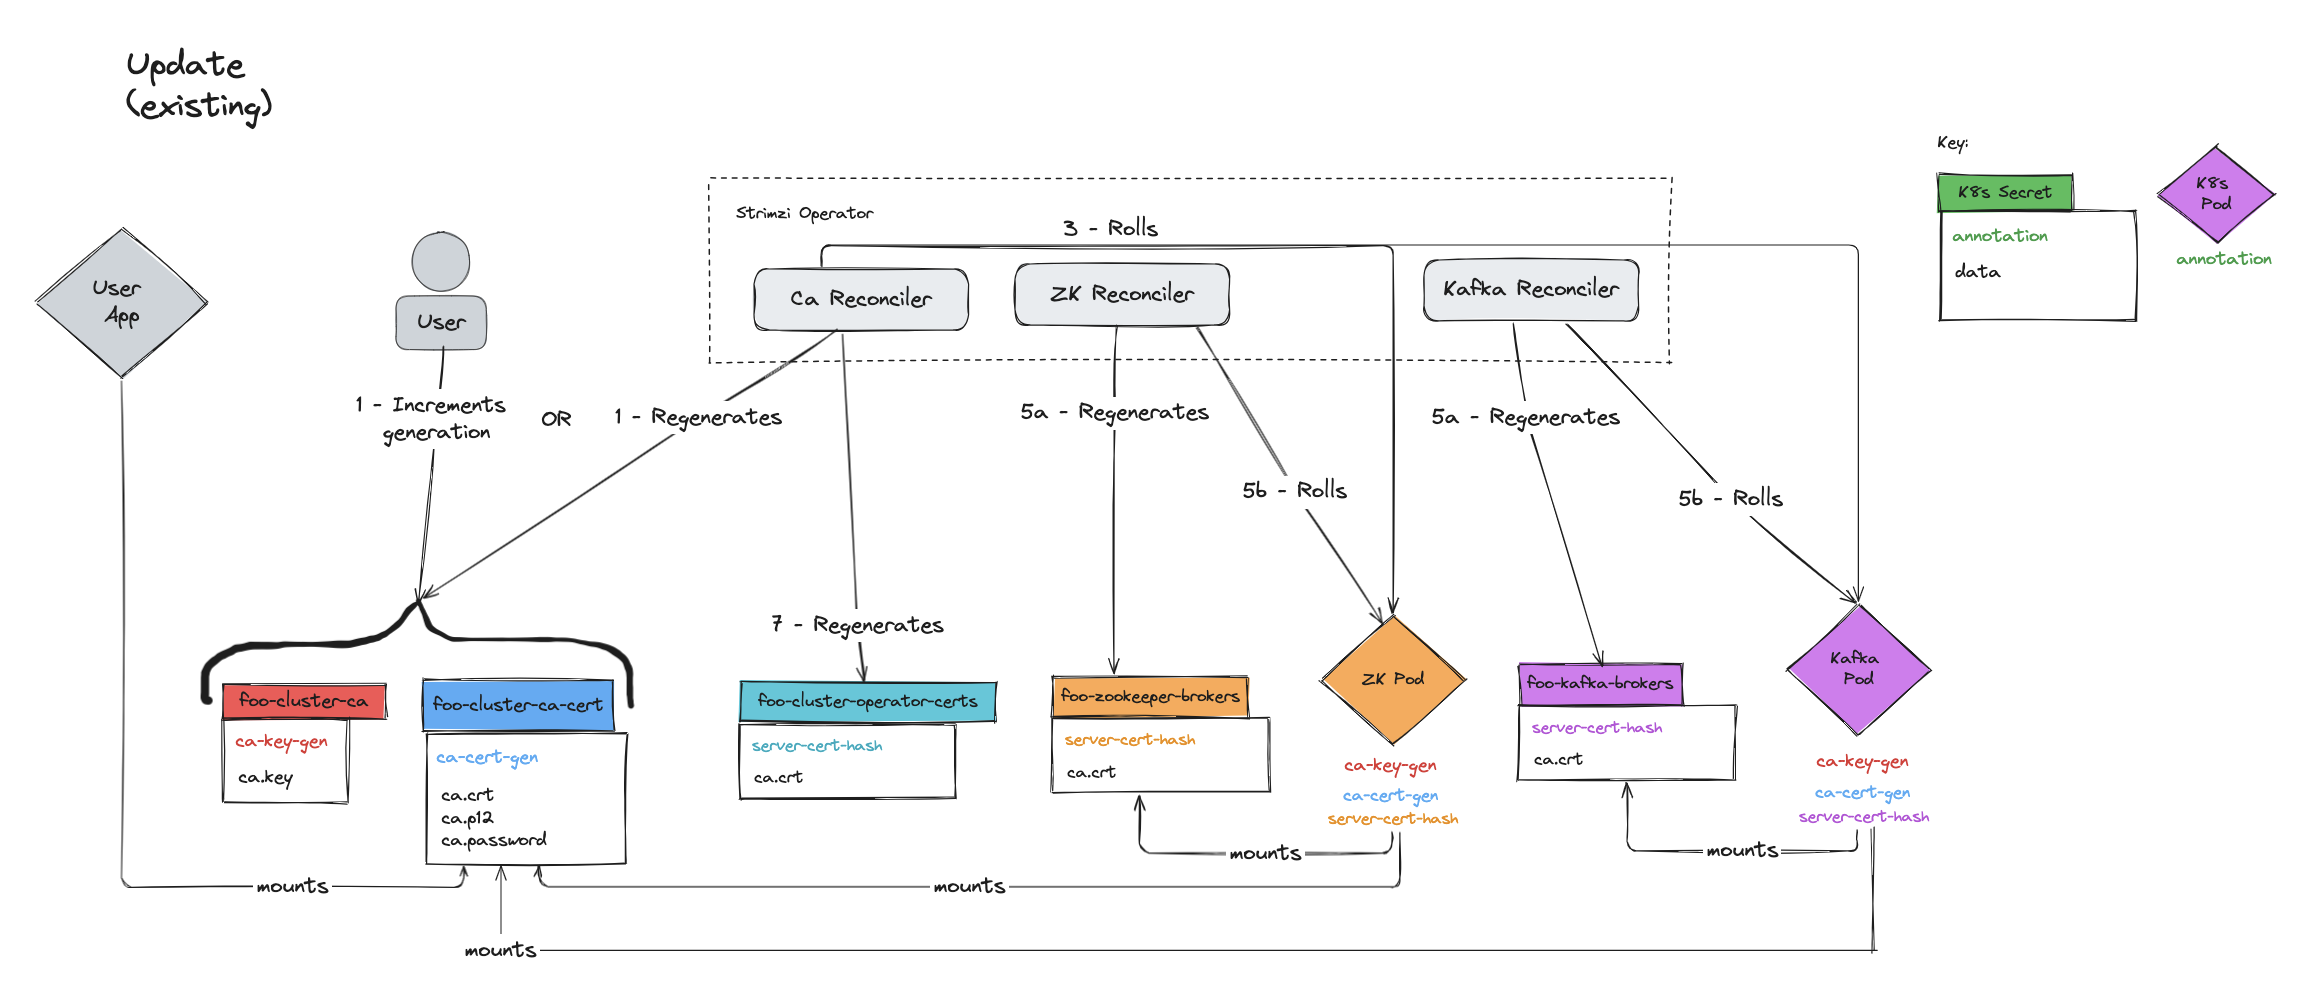 Update
(existing)
Key:
K8s Secret
annotation
data
K8s
Pod
annotation
Strimzi Operator
3 - Rolls
User
App
User
Ca Reconciler
ZK Reconciler
Kafka Reconciler
1 - Increments
generation
OR
1 - Regenerates
5a - Regenerates
5b - Rolls
5a - Regenerates
5b - Rolls
7 - Regenerates
foo-cluster-ca
ca-key-gen
ca.key
foo-cluster-ca-cert
ca-cert-gen
ca.crt
ca.p12
ca.password
foo-cluster-operator-certs
server-cert-hash
ca.crt
foo-zookeeper-brokers
server-cert-hash
ca.crt
ZK Pod
ca-key-gen
ca-cert-gen
server-cert-hash
foo-kafka-brokers
server-cert-hash
ca.crt
Kafka
Pod
ca-key-gen
ca-cert-gen
server-cert-hash
mounts
mounts
mounts
mounts
mounts